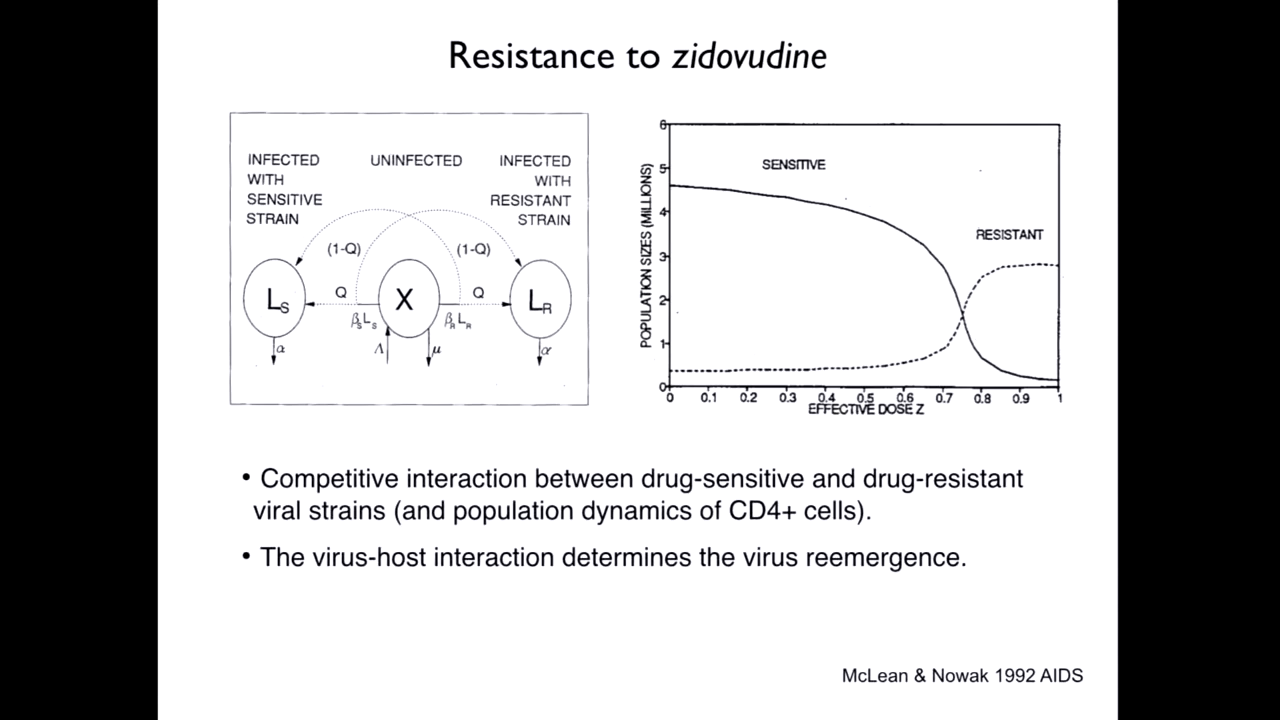 Resistance to zidovudine
INFECTED WITH SENSITIVE STRAIN
UNINFECTED
INFECTED WITH RESISTANT STRAIN
(1-Q)
(1-Q)
Q
Q
LS
X
LR
βSLS
βRLR
α
Λ
μ
α
POPULATION SIZES (MILLIONS)
6
5
4
3
2
1
0
SENSITIVE
RESISTANT
0 0.1 0.2 0.3 0.4 0.5 0.6 0.7 0.8 0.9 1
EFFECTIVE DOSE Z
• Competitive interaction between drug-sensitive and drug-resistant
viral strains (and population dynamics of CD4+ cells).
• The virus-host interaction determines the virus reemergence.
McLean & Nowak 1992 AIDS